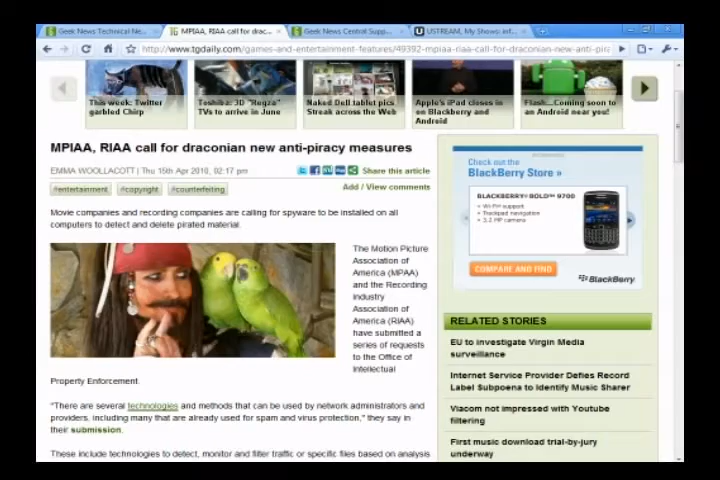 Geek News Technical Ne...
MPIAA, RIAA call for drac...
Geek News Central Supp...
USTREAM, My Shows: inf...
http://www.tgdaily.com/games-and-entertainment-features/49392-mpiaa-riaa-call-for-draconian-new-anti-pira
This week: Twitter garbled Chirp
Toshiba: 3D "Regza" TVs to arrive in June
Naked Dell tablet pics Streak across the Web
Apple's iPad closes in on Blackberry and Android
Flash...Coming soon to an Android near you!
MPIAA, RIAA call for draconian new anti-piracy measures
EMMA WOOLLACOTT | Thu 15th Apr 2010, 02:17 pm
Share this article
#entertainment
#copyright
#counterfeiting
Add / View comments
Movie companies and recording companies are calling for spyware to be installed on all
computers to detect and delete pirated material.
The Motion Picture
Association of
America (MPAA)
and the Recording
industry
Association of
America (RIAA)
have submitted a
series of requests
to the Office of
Intellectual
Property Enforcement.
"There are several technologies and methods that can be used by network administrators and
providers, including many that are already used for spam and virus protection," they say in
their submission.
These include technologies to detect, monitor and filter traffic or specific files based on analysis
Check out the
BlackBerry Store »
BLACKBERRY® BOLD™ 9700
• Wi-Fi® support
• Trackpad navigation
• 3.2 MP camera
COMPARE AND FIND
BlackBerry
RELATED STORIES
EU to investigate Virgin Media
surveillance
Internet Service Provider Defies Record
Label Subpoena to Identify Music Sharer
Viacom not impressed with Youtube
filtering
First music download trial-by-jury
underway